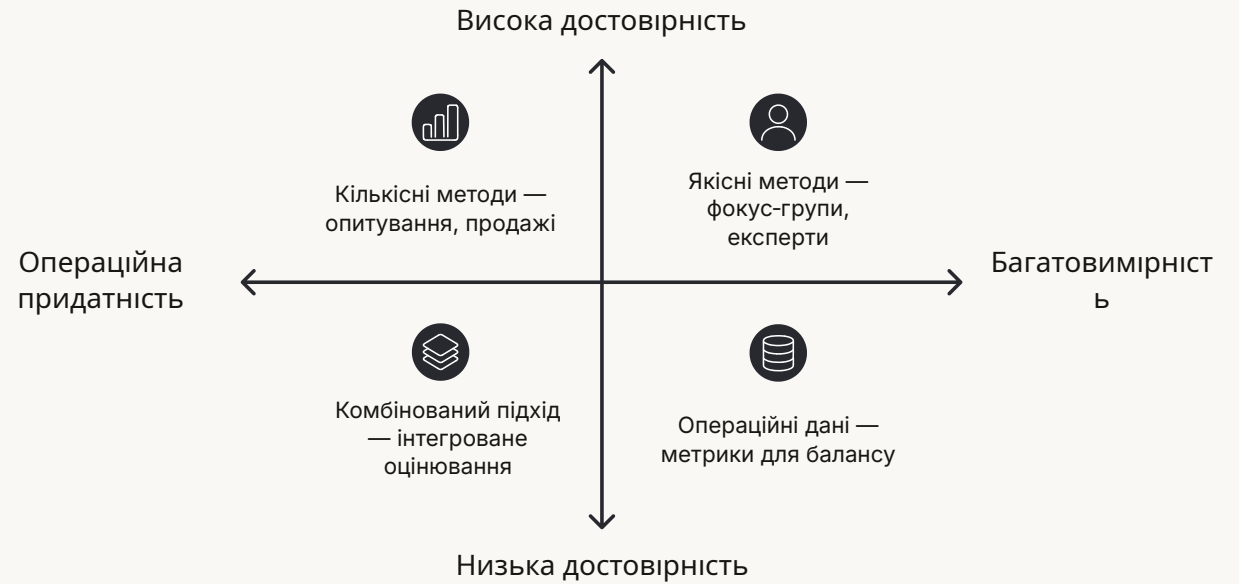 Висока достовірність
Кількісні методи —
опитування, продажі
Якісні методи —
фокус-групи,
експерти
Операційна
придатність
Багатовимірніст
ь
Комбінований підхід
— інтегроване
оцінювання
Операційні дані —
метрики для балансу
Низька достовірність